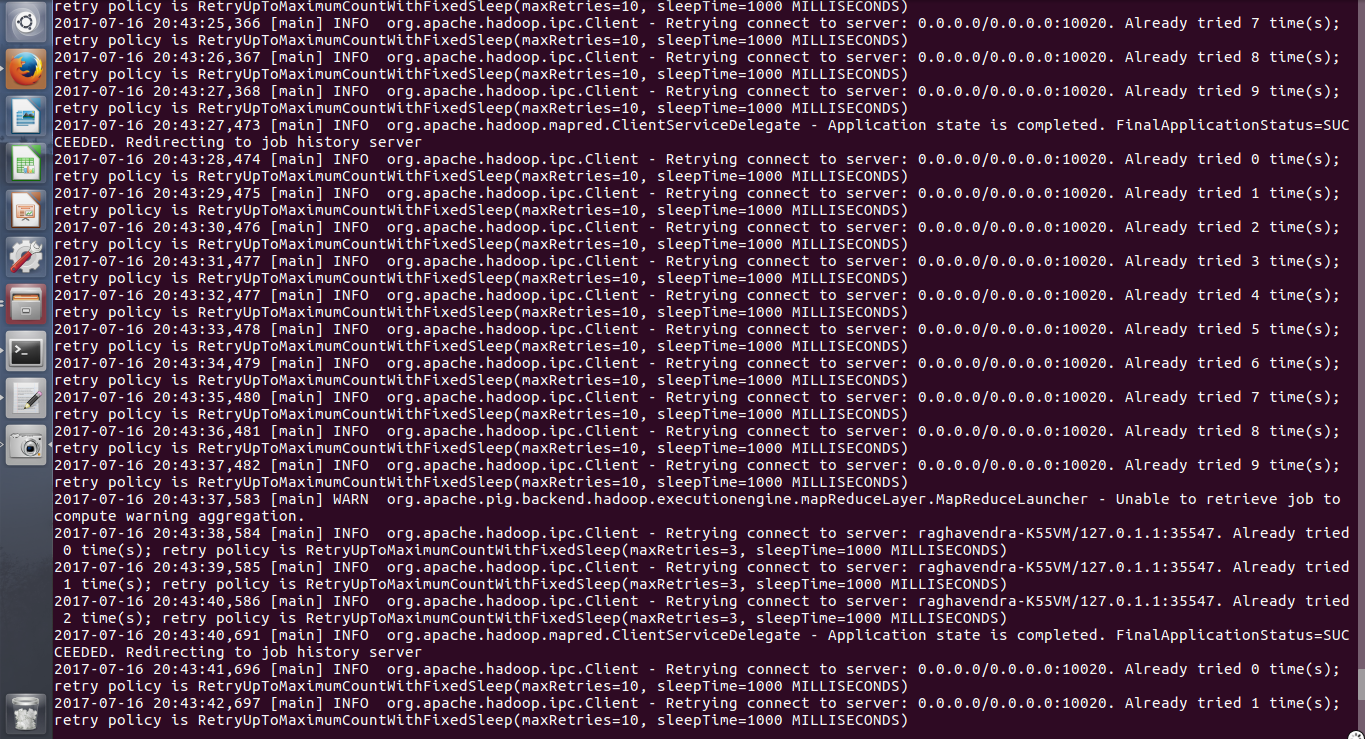 retry policy is RetryUpToMaximumCountWithFixedSleep(maxRetries=10, sleepTime=1000 MILLISECONDS)
2017-07-16 20:43:25,366 [main] INFO  org.apache.hadoop.ipc.Client - Retrying connect to server: 0.0.0.0/0.0.0.0:10020. Already tried 7 time(s);
retry policy is RetryUpToMaximumCountWithFixedSleep(maxRetries=10, sleepTime=1000 MILLISECONDS)
2017-07-16 20:43:26,367 [main] INFO  org.apache.hadoop.ipc.Client - Retrying connect to server: 0.0.0.0/0.0.0.0:10020. Already tried 8 time(s);
retry policy is RetryUpToMaximumCountWithFixedSleep(maxRetries=10, sleepTime=1000 MILLISECONDS)
2017-07-16 20:43:27,368 [main] INFO  org.apache.hadoop.ipc.Client - Retrying connect to server: 0.0.0.0/0.0.0.0:10020. Already tried 9 time(s);
retry policy is RetryUpToMaximumCountWithFixedSleep(maxRetries=10, sleepTime=1000 MILLISECONDS)
2017-07-16 20:43:27,473 [main] INFO  org.apache.hadoop.mapred.ClientServiceDelegate - Application state is completed. FinalApplicationStatus=SUC
CEEDED. Redirecting to job history server
2017-07-16 20:43:28,474 [main] INFO  org.apache.hadoop.ipc.Client - Retrying connect to server: 0.0.0.0/0.0.0.0:10020. Already tried 0 time(s);
retry policy is RetryUpToMaximumCountWithFixedSleep(maxRetries=10, sleepTime=1000 MILLISECONDS)
2017-07-16 20:43:29,475 [main] INFO  org.apache.hadoop.ipc.Client - Retrying connect to server: 0.0.0.0/0.0.0.0:10020. Already tried 1 time(s);
retry policy is RetryUpToMaximumCountWithFixedSleep(maxRetries=10, sleepTime=1000 MILLISECONDS)
2017-07-16 20:43:30,476 [main] INFO  org.apache.hadoop.ipc.Client - Retrying connect to server: 0.0.0.0/0.0.0.0:10020. Already tried 2 time(s);
retry policy is RetryUpToMaximumCountWithFixedSleep(maxRetries=10, sleepTime=1000 MILLISECONDS)
2017-07-16 20:43:31,477 [main] INFO  org.apache.hadoop.ipc.Client - Retrying connect to server: 0.0.0.0/0.0.0.0:10020. Already tried 3 time(s);
retry policy is RetryUpToMaximumCountWithFixedSleep(maxRetries=10, sleepTime=1000 MILLISECONDS)
2017-07-16 20:43:32,477 [main] INFO  org.apache.hadoop.ipc.Client - Retrying connect to server: 0.0.0.0/0.0.0.0:10020. Already tried 4 time(s);
retry policy is RetryUpToMaximumCountWithFixedSleep(maxRetries=10, sleepTime=1000 MILLISECONDS)
2017-07-16 20:43:33,478 [main] INFO  org.apache.hadoop.ipc.Client - Retrying connect to server: 0.0.0.0/0.0.0.0:10020. Already tried 5 time(s);
retry policy is RetryUpToMaximumCountWithFixedSleep(maxRetries=10, sleepTime=1000 MILLISECONDS)
2017-07-16 20:43:34,479 [main] INFO  org.apache.hadoop.ipc.Client - Retrying connect to server: 0.0.0.0/0.0.0.0:10020. Already tried 6 time(s);
retry policy is RetryUpToMaximumCountWithFixedSleep(maxRetries=10, sleepTime=1000 MILLISECONDS)
2017-07-16 20:43:35,480 [main] INFO  org.apache.hadoop.ipc.Client - Retrying connect to server: 0.0.0.0/0.0.0.0:10020. Already tried 7 time(s);
retry policy is RetryUpToMaximumCountWithFixedSleep(maxRetries=10, sleepTime=1000 MILLISECONDS)
2017-07-16 20:43:36,481 [main] INFO  org.apache.hadoop.ipc.Client - Retrying connect to server: 0.0.0.0/0.0.0.0:10020. Already tried 8 time(s);
retry policy is RetryUpToMaximumCountWithFixedSleep(maxRetries=10, sleepTime=1000 MILLISECONDS)
2017-07-16 20:43:37,482 [main] INFO  org.apache.hadoop.ipc.Client - Retrying connect to server: 0.0.0.0/0.0.0.0:10020. Already tried 9 time(s);
retry policy is RetryUpToMaximumCountWithFixedSleep(maxRetries=10, sleepTime=1000 MILLISECONDS)
2017-07-16 20:43:37,583 [main] WARN  org.apache.pig.backend.hadoop.executionengine.mapReduceLayer.MapReduceLauncher - Unable to retrieve job to
compute warning aggregation.
2017-07-16 20:43:38,584 [main] INFO  org.apache.hadoop.ipc.Client - Retrying connect to server: raghavendra-K55VM/127.0.1.1:35547. Already tried
0 time(s); retry policy is RetryUpToMaximumCountWithFixedSleep(maxRetries=3, sleepTime=1000 MILLISECONDS)
2017-07-16 20:43:39,585 [main] INFO  org.apache.hadoop.ipc.Client - Retrying connect to server: raghavendra-K55VM/127.0.1.1:35547. Already tried
1 time(s); retry policy is RetryUpToMaximumCountWithFixedSleep(maxRetries=3, sleepTime=1000 MILLISECONDS)
2017-07-16 20:43:40,586 [main] INFO  org.apache.hadoop.ipc.Client - Retrying connect to server: raghavendra-K55VM/127.0.1.1:35547. Already tried
2 time(s); retry policy is RetryUpToMaximumCountWithFixedSleep(maxRetries=3, sleepTime=1000 MILLISECONDS)
2017-07-16 20:43:40,691 [main] INFO  org.apache.hadoop.mapred.ClientServiceDelegate - Application state is completed. FinalApplicationStatus=SUC
CEEDED. Redirecting to job history server
2017-07-16 20:43:41,696 [main] INFO  org.apache.hadoop.ipc.Client - Retrying connect to server: 0.0.0.0/0.0.0.0:10020. Already tried 0 time(s);
retry policy is RetryUpToMaximumCountWithFixedSleep(maxRetries=10, sleepTime=1000 MILLISECONDS)
2017-07-16 20:43:42,697 [main] INFO  org.apache.hadoop.ipc.Client - Retrying connect to server: 0.0.0.0/0.0.0.0:10020. Already tried 1 time(s);
retry policy is RetryUpToMaximumCountWithFixedSleep(maxRetries=10, sleepTime=1000 MILLISECONDS)